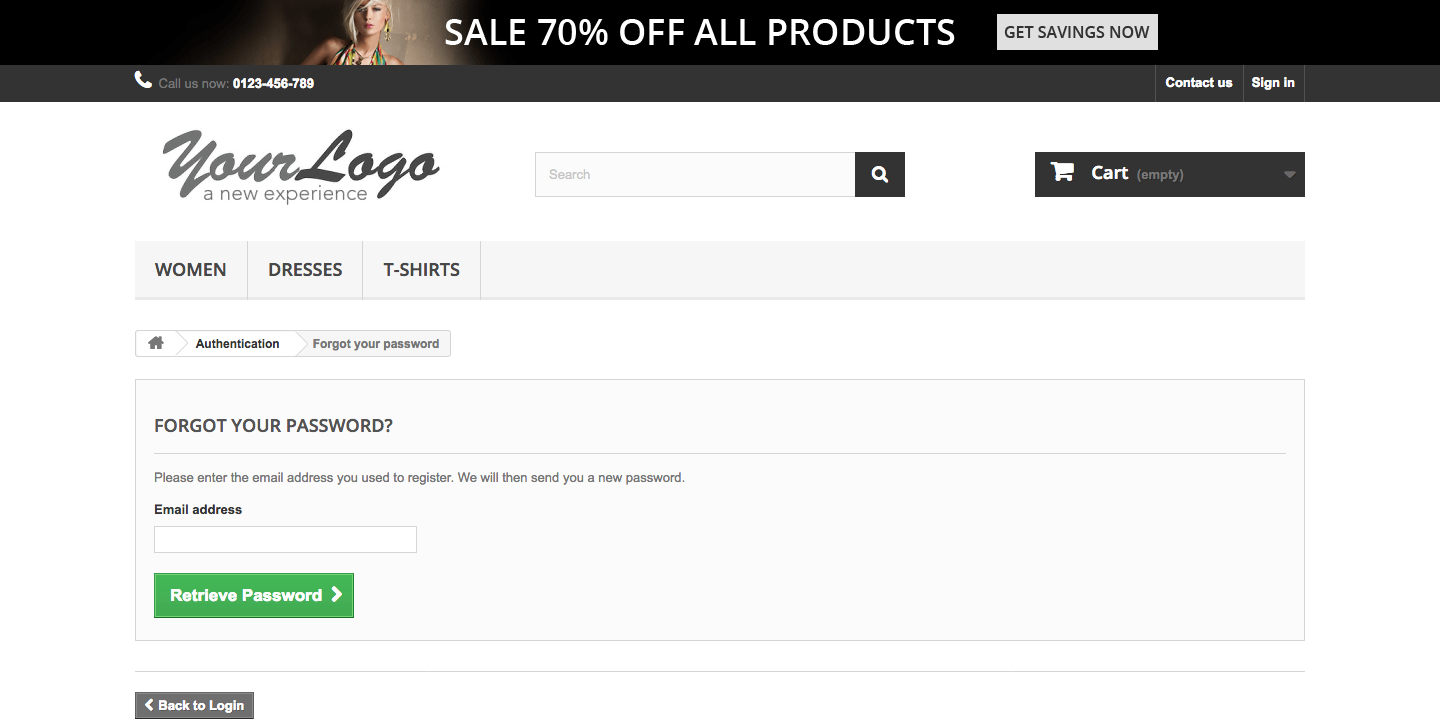 SALE 70% OFF ALL PRODUCTS
GET SAVINGS NOW
Call us now: 0123-456-789
Contact us
Sign in
YourLogo
a new experience
Search
Cart (empty)
WOMEN
DRESSES
T-SHIRTS
Authentication
Forgot your password
FORGOT YOUR PASSWORD?
Please enter the email address you used to register. We will then send you a new password.
Email address
Retrieve Password
Back to Login